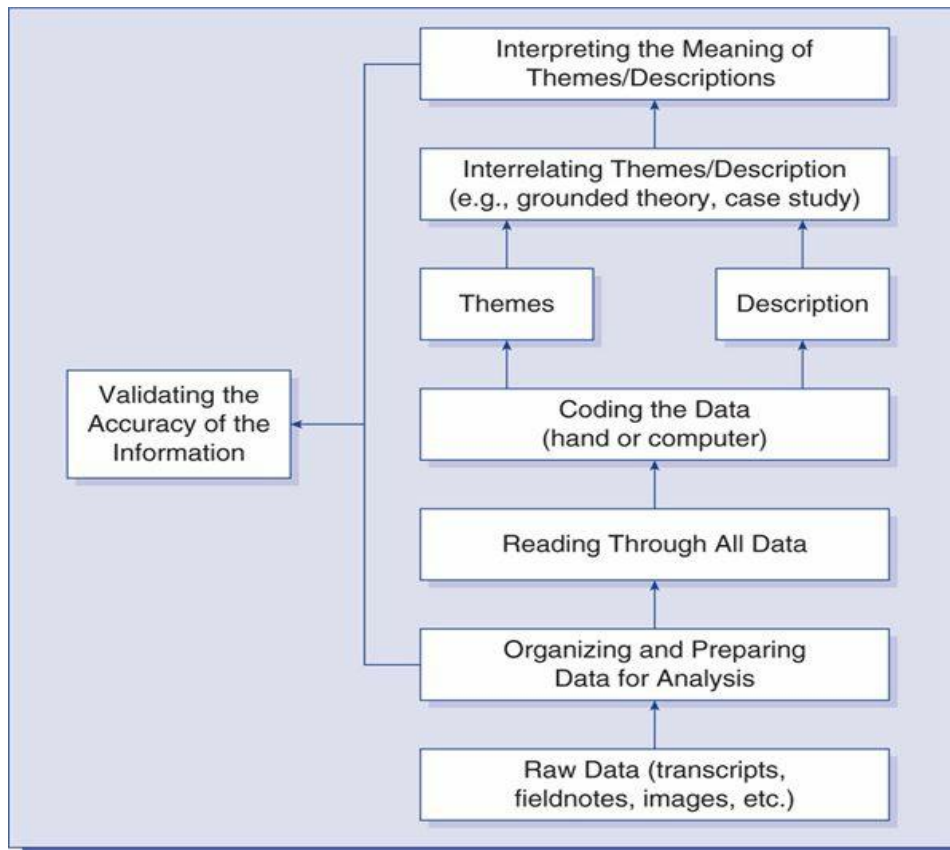 Interpreting the Meaning of
Themes/Descriptions
Interrelating Themes/Description
(e.g., grounded theory, case study)
Themes
Description
Validating the
Accuracy of the
Information
Coding the Data
(hand or computer)
Reading Through All Data
Organizing and Preparing
Data for Analysis
Raw Data (transcripts,
fieldnotes, images, etc.)